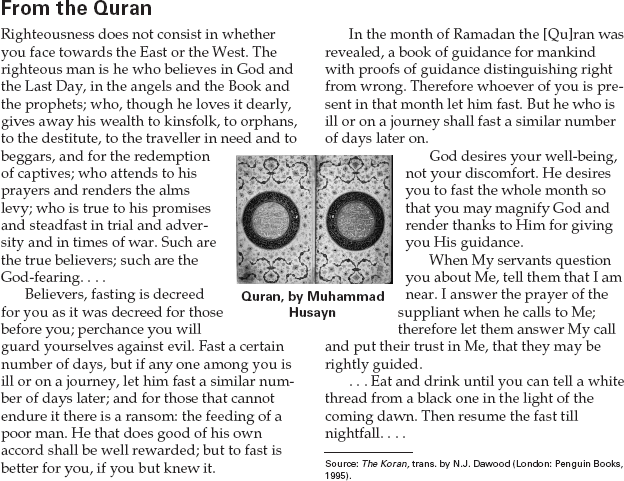 From the Quran
Righteousness does not consist in whether
you face towards the East or the West. The
righteous man is he who believes in God and
the Last Day, in the angels and the Book and
the prophets; who, though he loves it dearly,
gives away his wealth to kinsfolk, to orphans,
to the destitute, to the traveller in need and to
beggars, and for the redemption
of captives; who attends to his
prayers and renders the alms
levy; who is true to his promises
and steadfast in trial and adver-
sity and in times of war. Such are
the true believers; such are the
God-fearing. . . .
Believers, fasting is decreed
for you as it was decreed for those
before you; perchance you will
guard yourselves against evil. Fast a certain
number of days, but if any one among you is
ill or on a journey, let him fast a similar num-
ber of days later; and for those that cannot
endure it there is a ransom: the feeding of a
poor man. He that does good of his own
accord shall be well rewarded; but to fast is
better for you, if you but knew it.
Quran, by Muhammad
Husayn
In the month of Ramadan the [Qu]ran was
revealed, a book of guidance for mankind
with proofs of guidance distinguishing right
from wrong. Therefore whoever of you is pre-
sent in that month let him fast. But he who is
ill or on a journey shall fast a similar number
of days later on.
God desires your well-being,
not your discomfort. He desires
you to fast the whole month so
that you may magnify God and
render thanks to Him for giving
you His guidance.
When My servants question
you about Me, tell them that I am
near. I answer the prayer of the
suppliant when he calls to Me;
therefore let them answer My call
and put their trust in Me, that they may be
rightly guided.
. . . Eat and drink until you can tell a white
thread from a black one in the light of the
coming dawn. Then resume the fast till
nightfall. . . .
Source: The Koran, trans. by N.J. Dawood (London: Penguin Books,
1995).